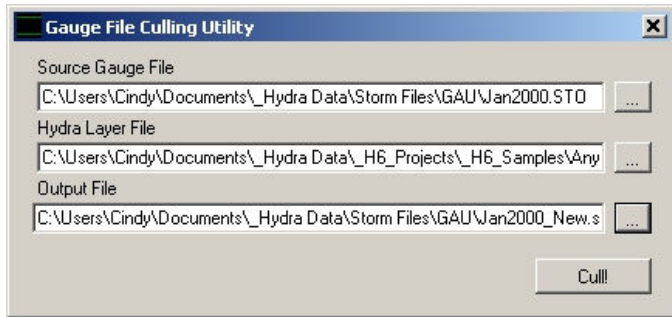 Gauge File Culling Utility
Source Gauge File
C:\Users\Cindy\Documents\_Hydra Data\Storm Files\GAU\Jan2000.STO
...
Hydra Layer File
C:\Users\Cindy\Documents\_Hydra Data\_H6_Projects\_H6_Samples\Any
...
Output File
C:\Users\Cindy\Documents\_Hydra Data\Storm Files\GAU\Jan2000_New.s
...
Cull!